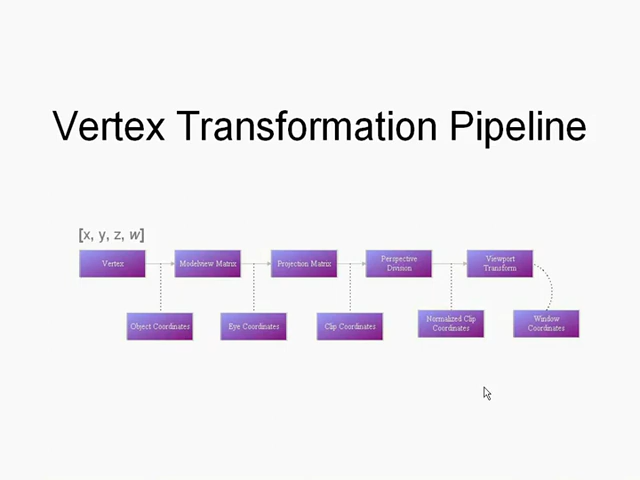 Vertex Transformation Pipeline
[x, y, z, w]
Vertex
Modelview Matrix
Projection Matrix
Perspective
Division
Viewport
Transform
Object Coordinates
Eye Coordinates
Clip Coordinates
Normalized Clip
Coordinates
Window
Coordinates